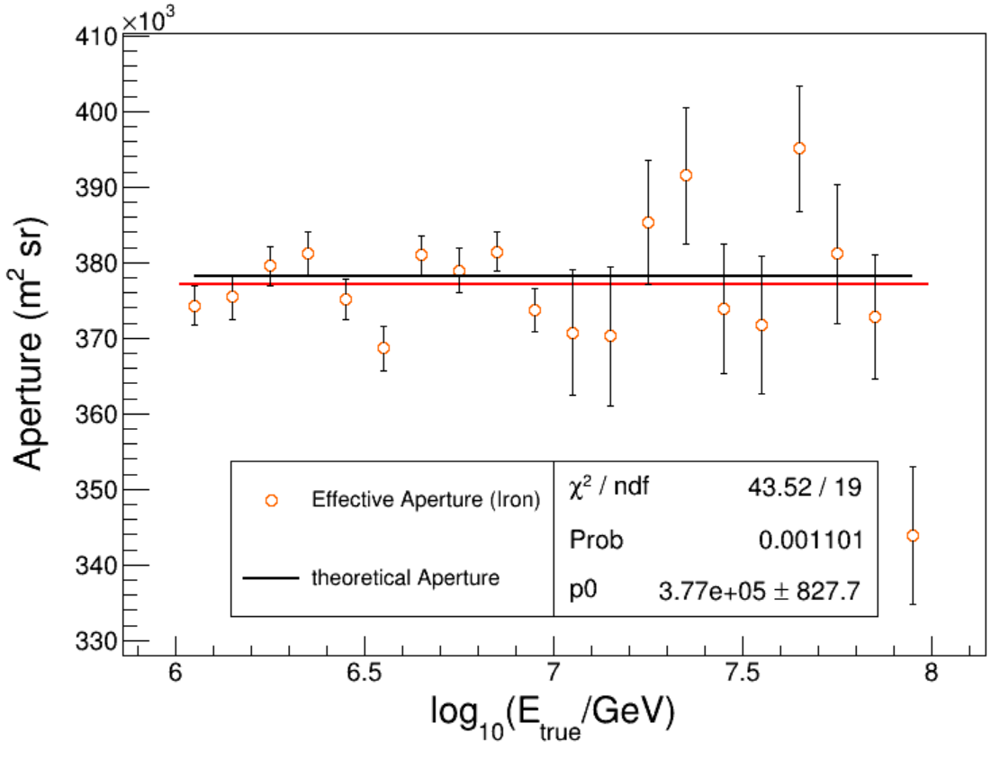 ×10³
410
400
390
380
370
360
350
340
330
Aperture (m² sr)
Effective Aperture (Iron)
theoretical Aperture
χ² / ndf 43.52 / 19
Prob 0.001101
p0 3.77e+05 ± 827.7
6 6.5 7 7.5 8
log₁₀(E_true/GeV)